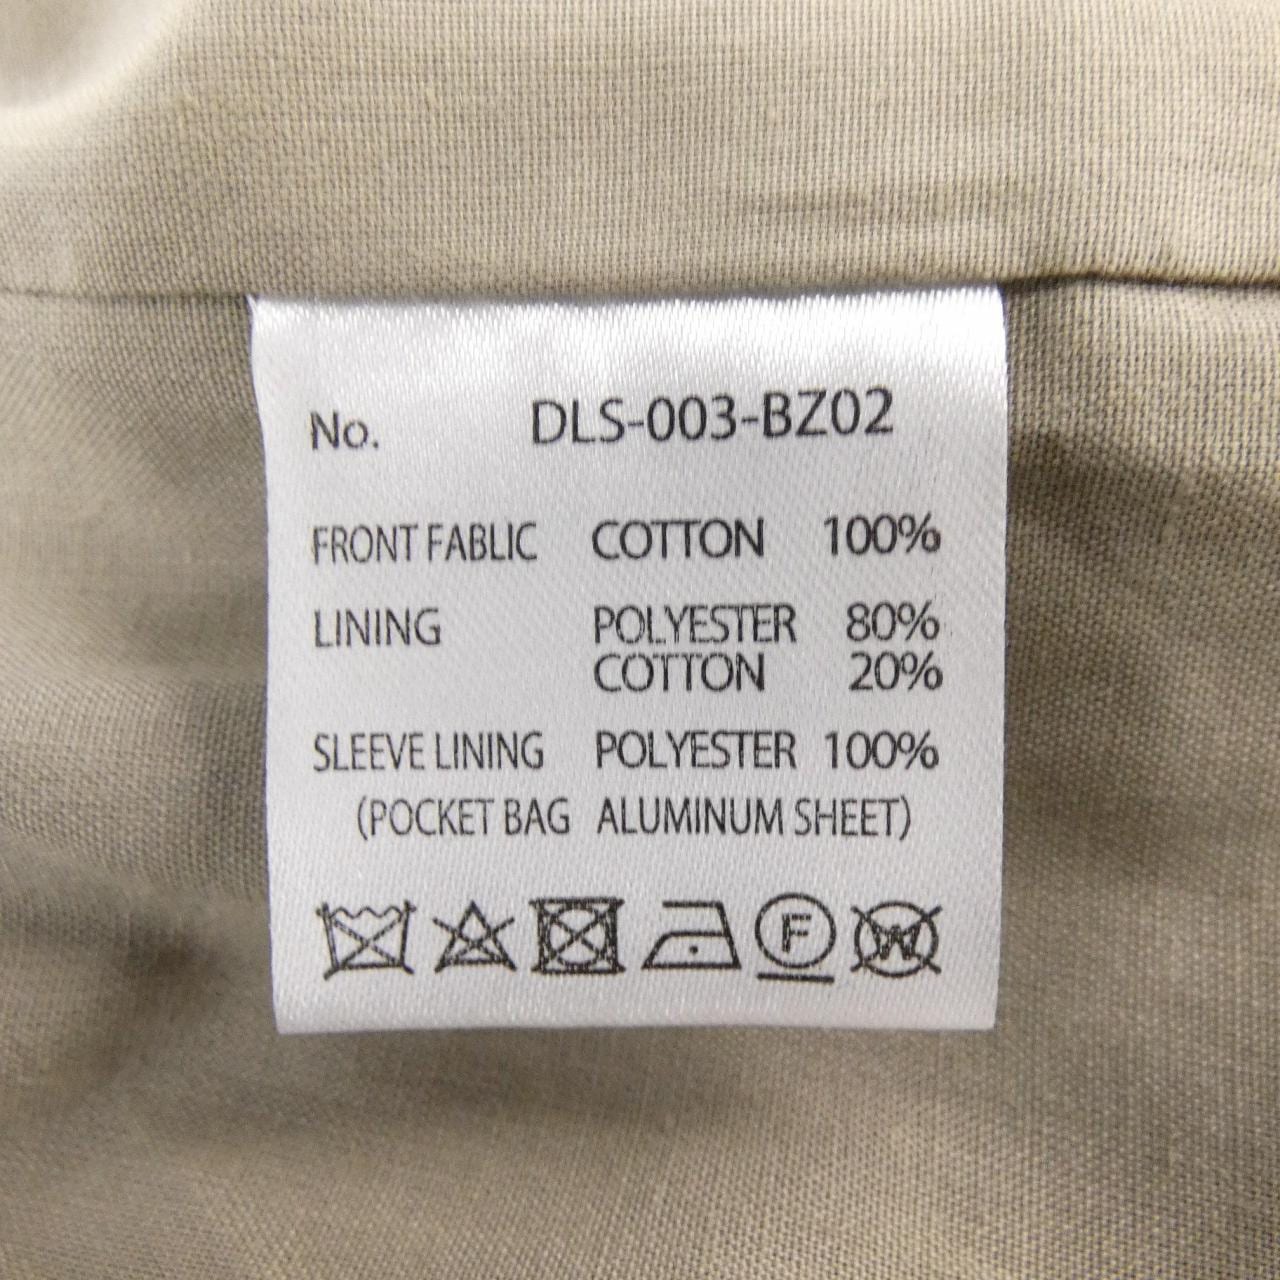 No. DLS-003-BZ02
FRONT FABLIC COTTON 100%
LINING POLYESTER 80%
COTTON 20%
SLEEVE LINING POLYESTER 100%
(POCKET BAG ALUMINUM SHEET)
F W